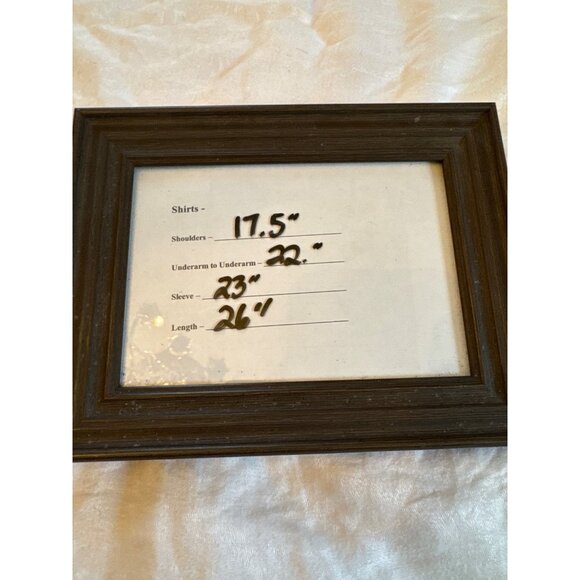 Shirts -
Shoulders – 17.5"
Underarm to Underarm – 22."
Sleeve – 23"
Length – 26"